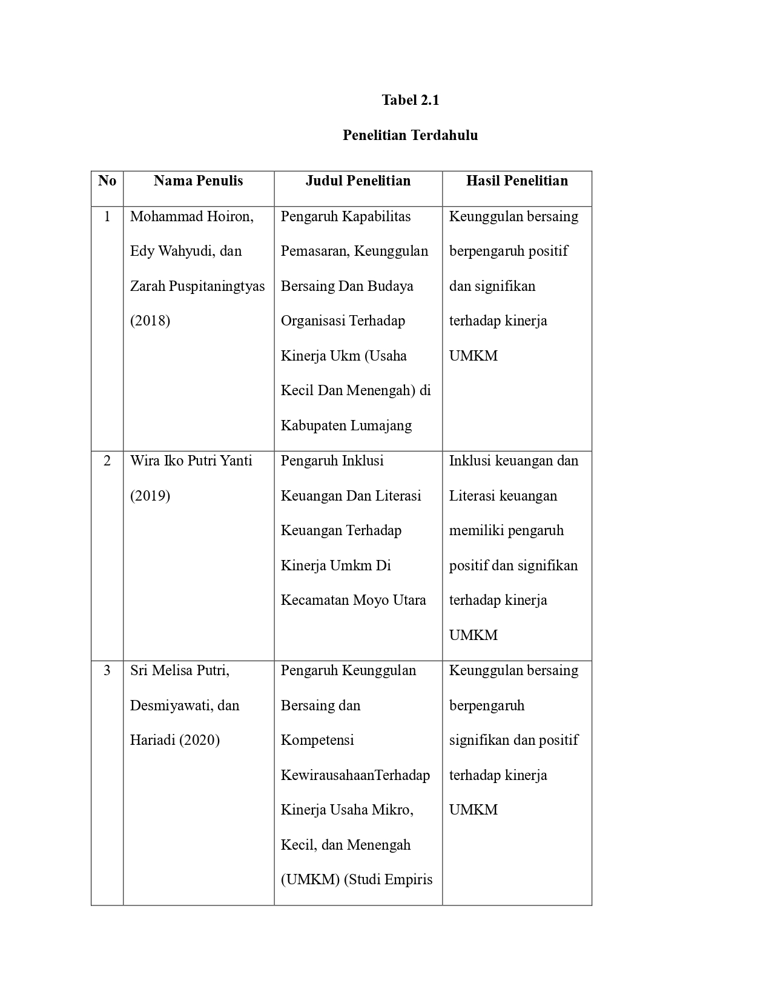 Tabel 2.1
Penelitian Terdahulu
No Nama Penulis Judul Penelitian Hasil Penelitian
1 Mohammad Hoiron, Pengaruh Kapabilitas Keunggulan bersaing
Edy Wahyudi, dan Pemasaran, Keunggulan berpengaruh positif
Zarah Puspitaningtyas Bersaing Dan Budaya dan signifikan
(2018) Organisasi Terhadap terhadap kinerja
Kinerja Ukm (Usaha UMKM
Kecil Dan Menengah) di
Kabupaten Lumajang
2 Wira Iko Putri Yanti Pengaruh Inklusi Inklusi keuangan dan
(2019) Keuangan Dan Literasi Literasi keuangan
Keuangan Terhadap memiliki pengaruh
Kinerja Umkm Di positif dan signifikan
Kecamatan Moyo Utara terhadap kinerja
UMKM
3 Sri Melisa Putri, Pengaruh Keunggulan Keunggulan bersaing
Desmiyawati, dan Bersaing dan berpengaruh
Hariadi (2020) Kompetensi signifikan dan positif
KewirausahaanTerhadap terhadap kinerja
Kinerja Usaha Mikro, UMKM
Kecil, dan Menengah
(UMKM) (Studi Empiris